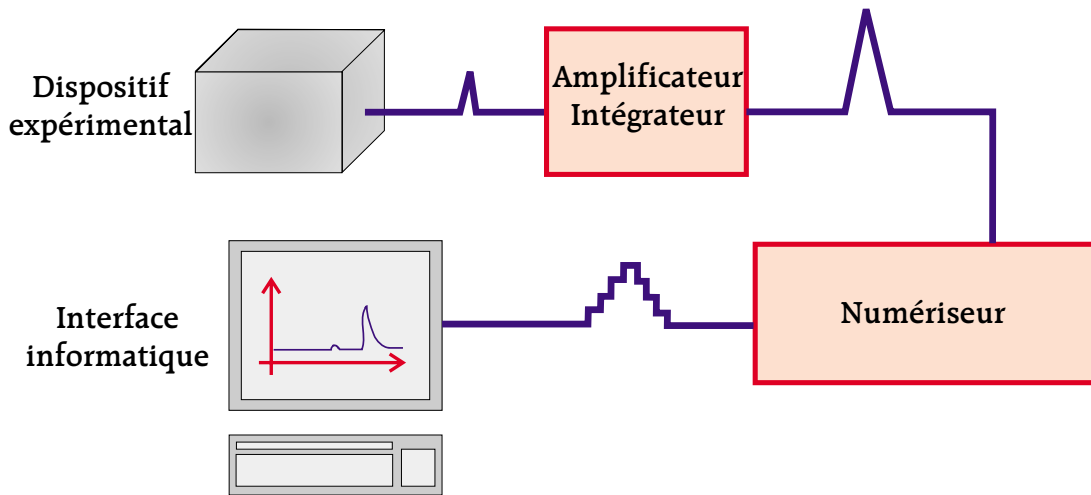 Dispositif
expérimental
Amplificateur
Intégrateur
Interface
informatique
Numériseur